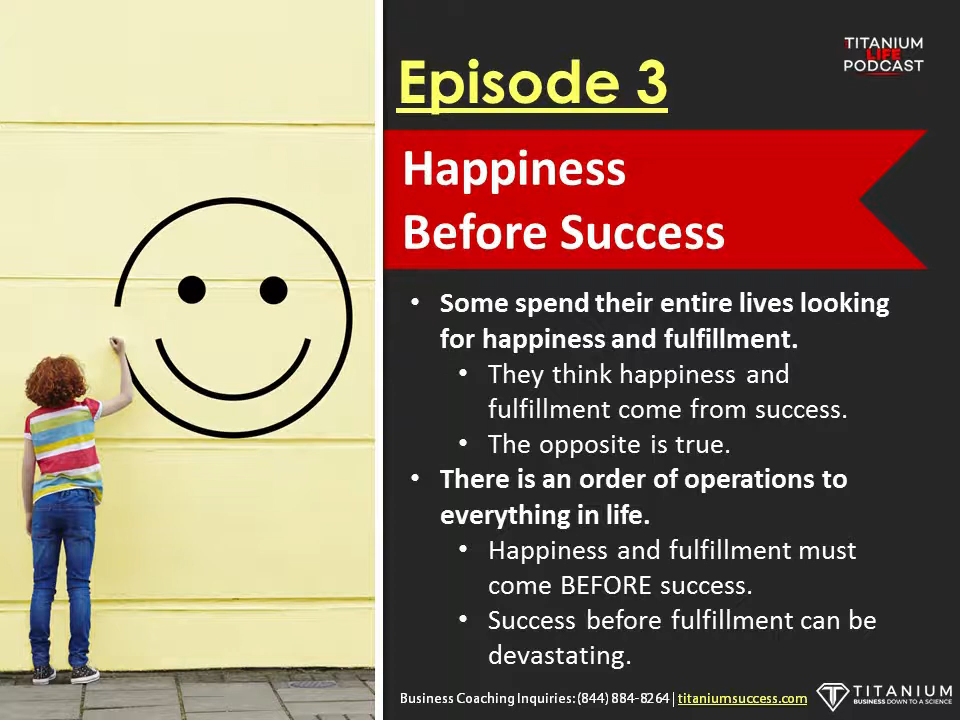 TITANIUM
LIFE
PODCAST
Episode 3
Happiness
Before Success
• Some spend their entire lives looking
for happiness and fulfillment.
• They think happiness and
fulfillment come from success.
• The opposite is true.
• There is an order of operations to
everything in life.
• Happiness and fulfillment must
come BEFORE success.
• Success before fulfillment can be
devastating.
Business Coaching Inquiries: (844) 884-8264 | titaniumsuccess.com
TITANIUM
BUSINESS DOWN TO A SCIENCE